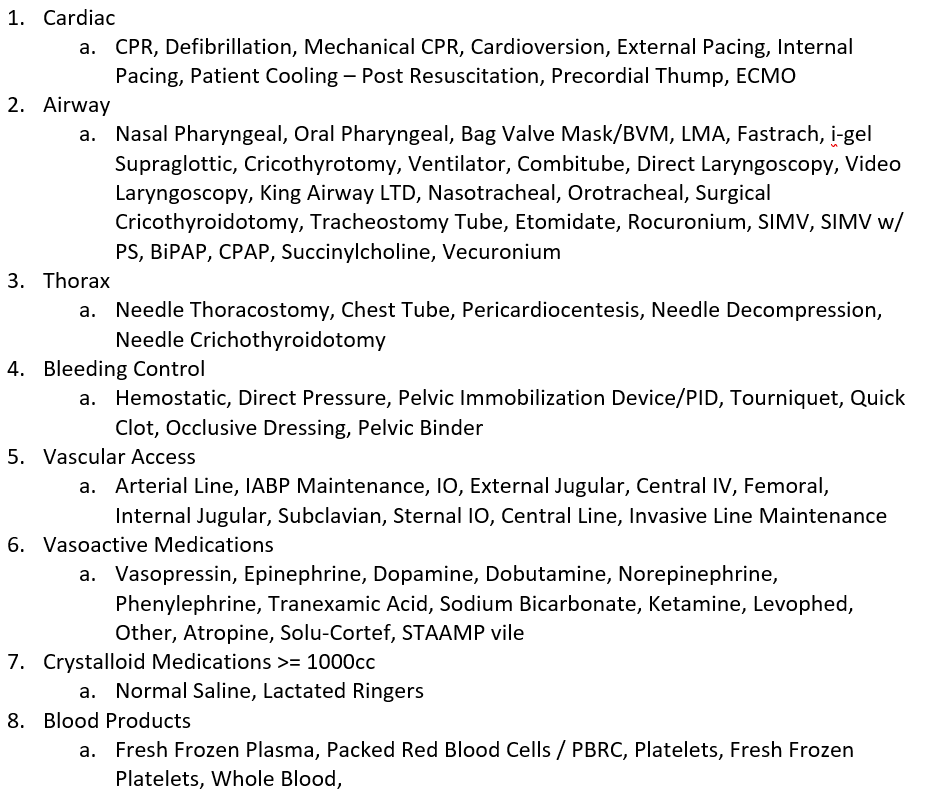 1. Cardiac
a. CPR, Defibrillation, Mechanical CPR, Cardioversion, External Pacing, Internal
Pacing, Patient Cooling – Post Resuscitation, Precordial Thump, ECMO
2. Airway
a. Nasal Pharyngeal, Oral Pharyngeal, Bag Valve Mask/BVM, LMA, Fastrach, i-gel
Supraglottic, Cricothyrotomy, Ventilator, Combitube, Direct Laryngoscopy, Video
Laryngoscopy, King Airway LTD, Nasotracheal, Orotracheal, Surgical
Cricothyroidotomy, Tracheostomy Tube, Etomidate, Rocuronium, SIMV, SIMV w/
PS, BiPAP, CPAP, Succinylcholine, Vecuronium
3. Thorax
a. Needle Thoracostomy, Chest Tube, Pericardiocentesis, Needle Decompression,
Needle Crichothyroidotomy
4. Bleeding Control
a. Hemostatic, Direct Pressure, Pelvic Immobilization Device/PID, Tourniquet, Quick
Clot, Occlusive Dressing, Pelvic Binder
5. Vascular Access
a. Arterial Line, IABP Maintenance, IO, External Jugular, Central IV, Femoral,
Internal Jugular, Subclavian, Sternal IO, Central Line, Invasive Line Maintenance
6. Vasoactive Medications
a. Vasopressin, Epinephrine, Dopamine, Dobutamine, Norepinephrine,
Phenylephrine, Tranexamic Acid, Sodium Bicarbonate, Ketamine, Levophed,
Other, Atropine, Solu-Cortef, STAAMP vile
7. Crystalloid Medications >= 1000cc
a. Normal Saline, Lactated Ringers
8. Blood Products
a. Fresh Frozen Plasma, Packed Red Blood Cells / PBRC, Platelets, Fresh Frozen
Platelets, Whole Blood,